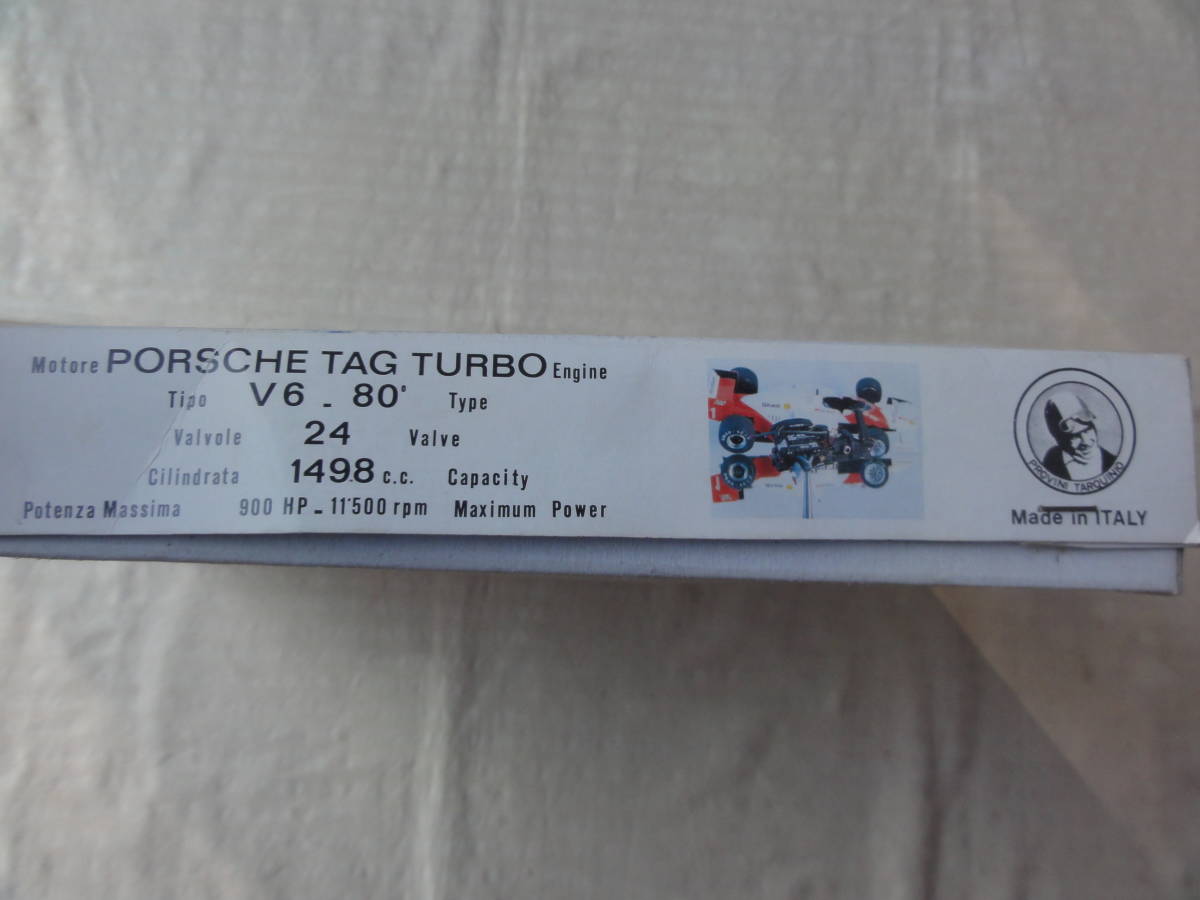 Motore PORSCHE TAG TURBO Engine
Tipo V6 - 80° Type
Valvole 24 Valve
Cilindrata 1498 c.c. Capacity
Potenza Massima 900 HP - 11'500 rpm Maximum Power
PROVINI TARQUINIO
Made in ITALY